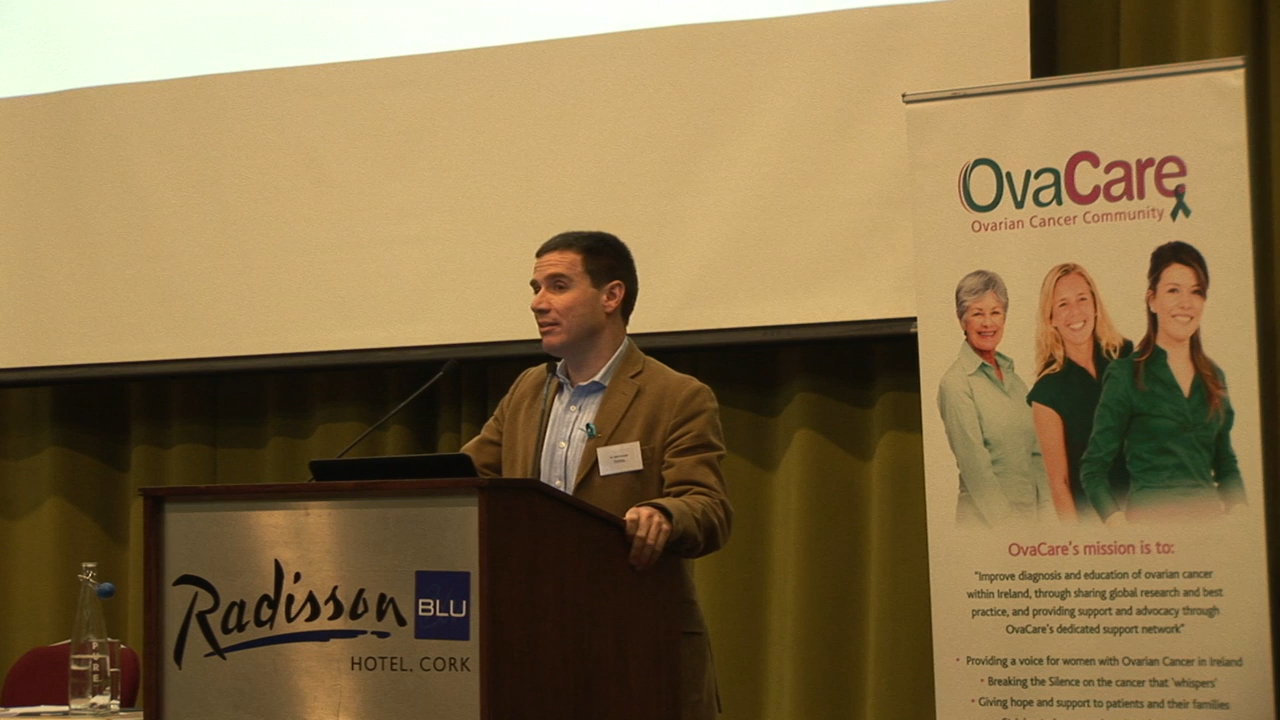 OvaCare
Ovarian Cancer Community
OvaCare's mission is to:
"Improve diagnosis and education of ovarian cancer
within Ireland, through sharing global research and best
practice, and providing support and advocacy through
OvaCare's dedicated support network"
• Providing a voice for women with Ovarian Cancer in Ireland
• Breaking the Silence on the cancer that 'whispers'
• Giving hope and support to patients and their families
Radisson BLU
HOTEL, CORK